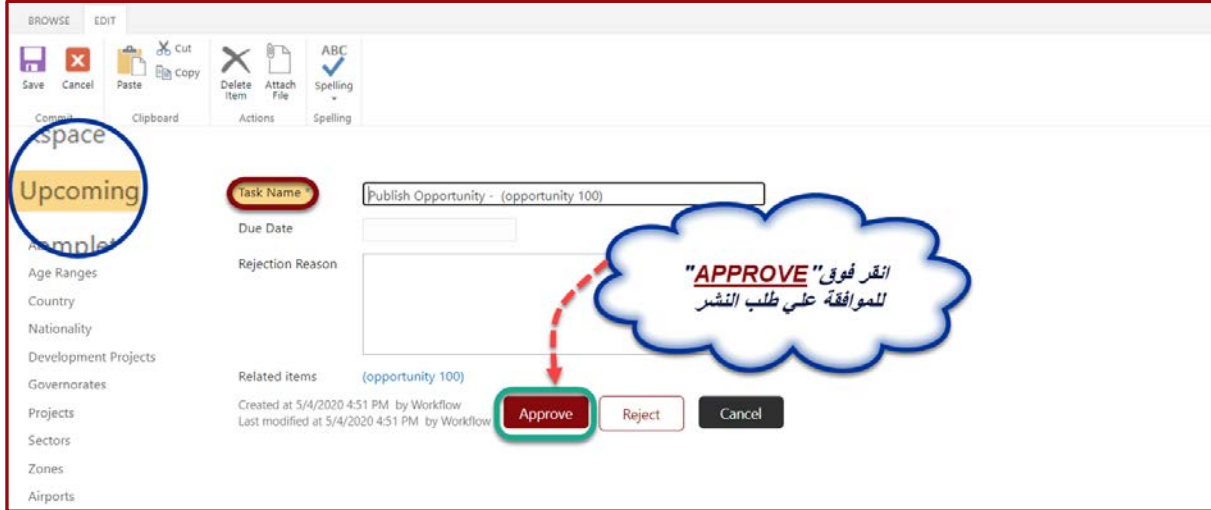 BROWSE EDIT
Save
Cancel
Paste
Cut
Copy
Delete Item
Attach File
ABC
Spelling
Commit
Clipboard
Actions
Spelling
Upcoming
Age Ranges
Country
Nationality
Development Projects
Governorates
Projects
Sectors
Zones
Airports
Task Name *
Publish Opportunity - (opportunity 100)
Due Date
Rejection Reason
Related items
(opportunity 100)
Created at 5/4/2020 4:51 PM by Workflow
Last modified at 5/4/2020 4:51 PM by Workflow
Approve
Reject
Cancel
انقر فوق "APPROVE"
للموافقة علي طلب النشر